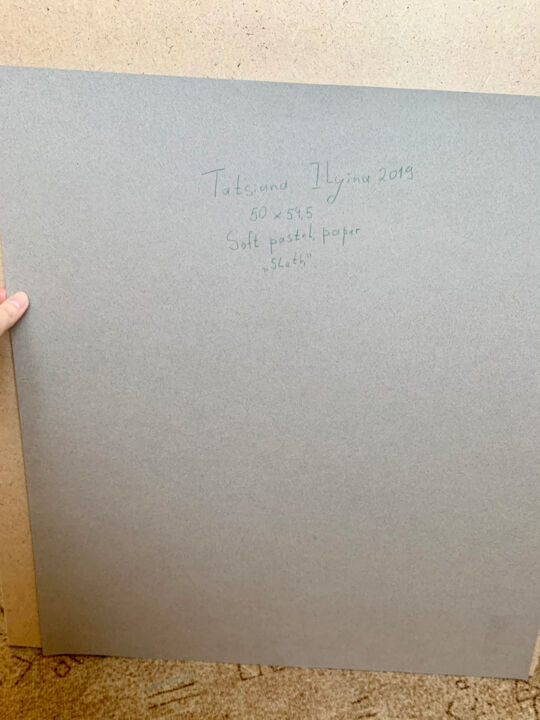 Tatsiana Ilyina 2019
50 x 54,5
Soft pastel, paper
„Sloth"